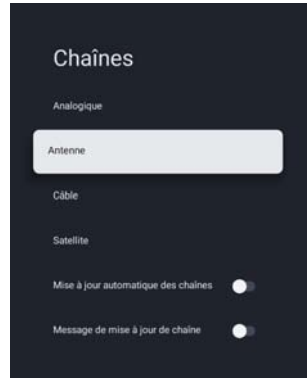 Chaînes
Analogique
Antenne
Câble
Satellite
Mise à jour automatique des chaînes
Message de mise à jour de chaîne